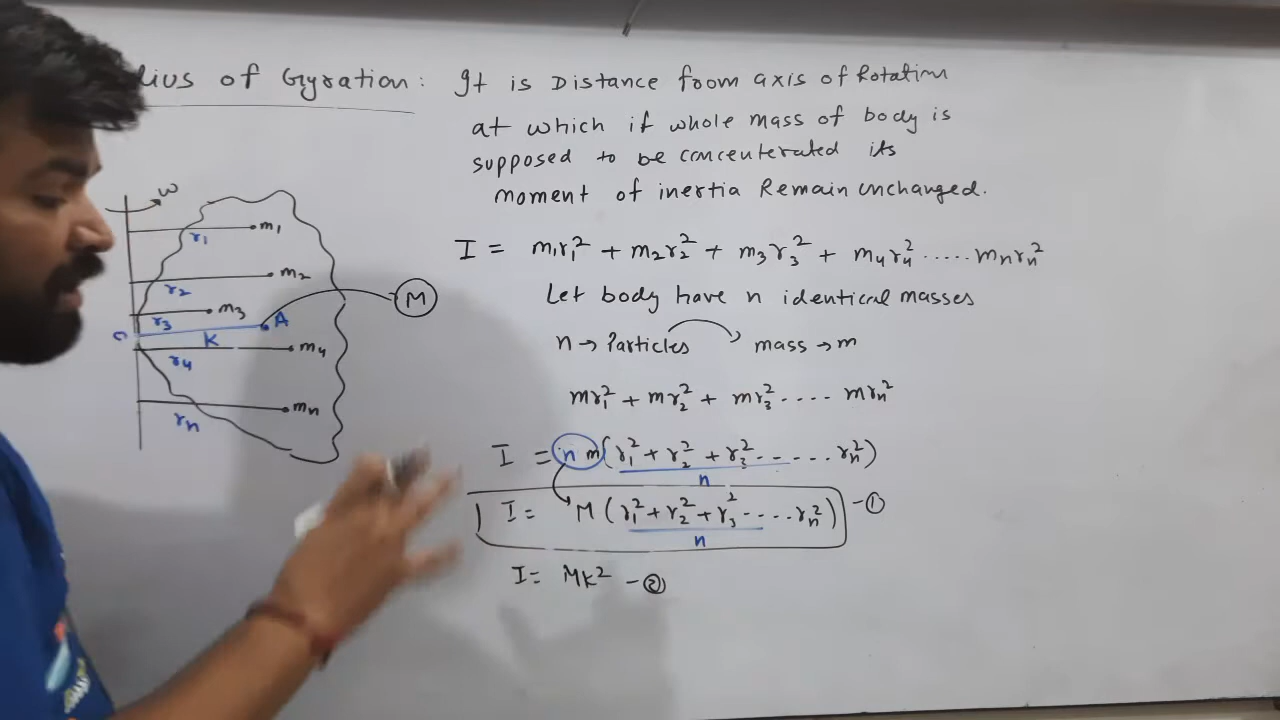 dius of Gyration: It is Distance from axis of Rotation
at which if whole mass of body is
supposed to be concenterated its
moment of inertia Remain unchanged.
I = m₁r₁² + m₂r₂² + m₃r₃² + m₄r₄² ..... mₙrₙ²
Let body have n identical masses
n → Particles mass → m
mr₁² + mr₂² + mr₃² .... mrₙ²
I = n m(r₁² + r₂² + r₃² ...... rₙ²)
n
I = M(r₁² + r₂² + r₃² ..... rₙ²) - ①
n
I = MK² - ②
ω
r₁ m₁
r₂ m₂
r₃ m₃
A
M
K
r₄ m₄
rₙ mₙ